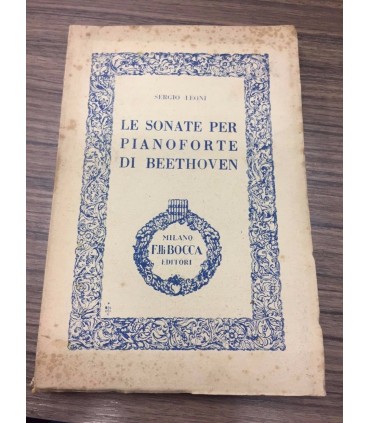 SERGIO LEONI
LE SONATE PER
PIANOFORTE
DI BEETHOVEN
MILANO
F.lli BOCCA
EDITORI